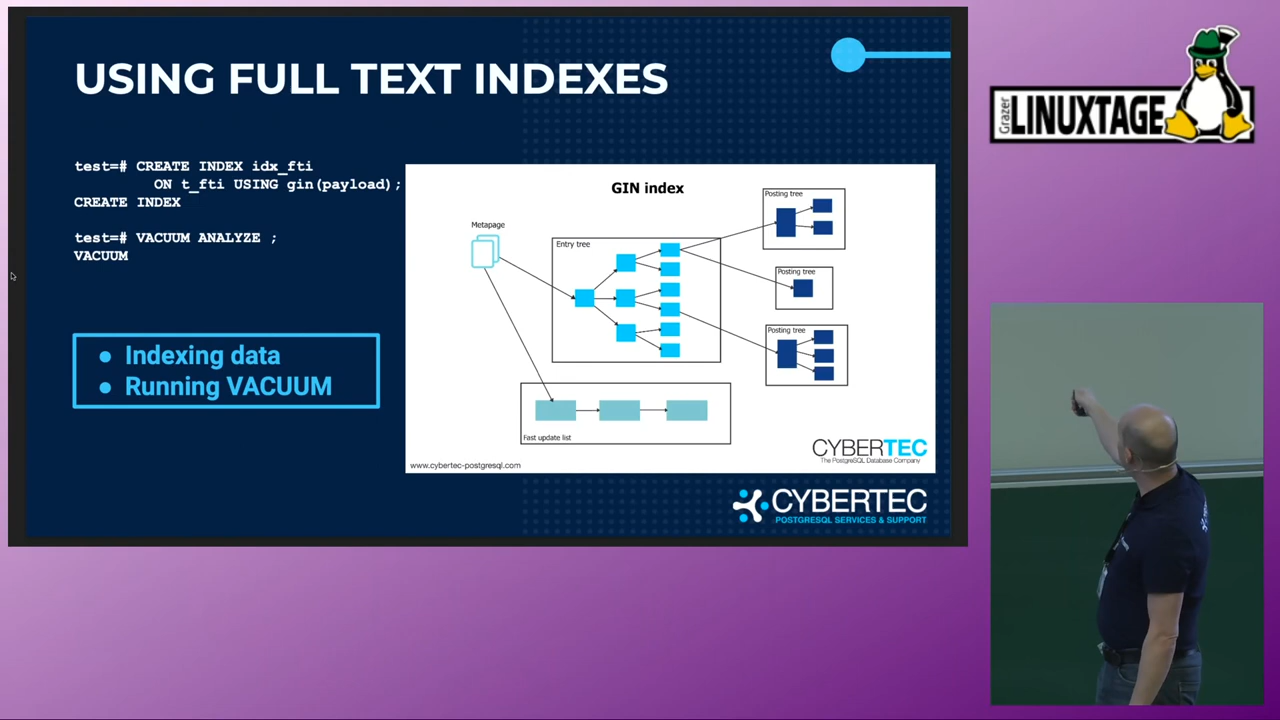 USING FULL TEXT INDEXES
test=# CREATE INDEX idx_fti
ON t_fti USING gin(payload);
CREATE INDEX
test=# VACUUM ANALYZE ;
VACUUM
● Indexing data
● Running VACUUM
GIN index
Metapage
Entry tree
Posting tree
Posting tree
Posting tree
Fast update list
www.cybertec-postgresql.com
CYBERTEC
The PostgreSQL Database Company
CYBERTEC
POSTGRESQL SERVICES & SUPPORT
Grazer
LINUXTAGE